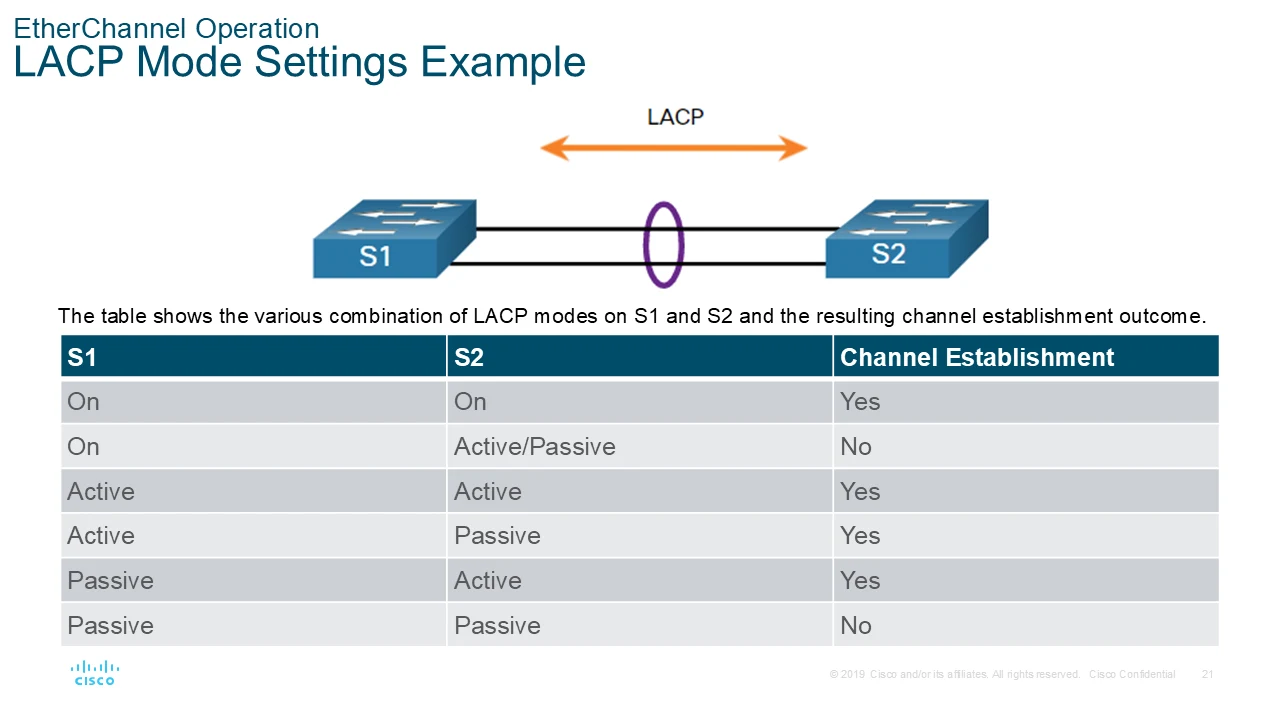 EtherChannel Operation
LACP Mode Settings Example
LACP
S1
S2
The table shows the various combination of LACP modes on S1 and S2 and the resulting channel establishment outcome.
S1 S2 Channel Establishment
On On Yes
On Active/Passive No
Active Active Yes
Active Passive Yes
Passive Active Yes
Passive Passive No
CISCO
© 2019 Cisco and/or its affiliates. All rights reserved. Cisco Confidential 21